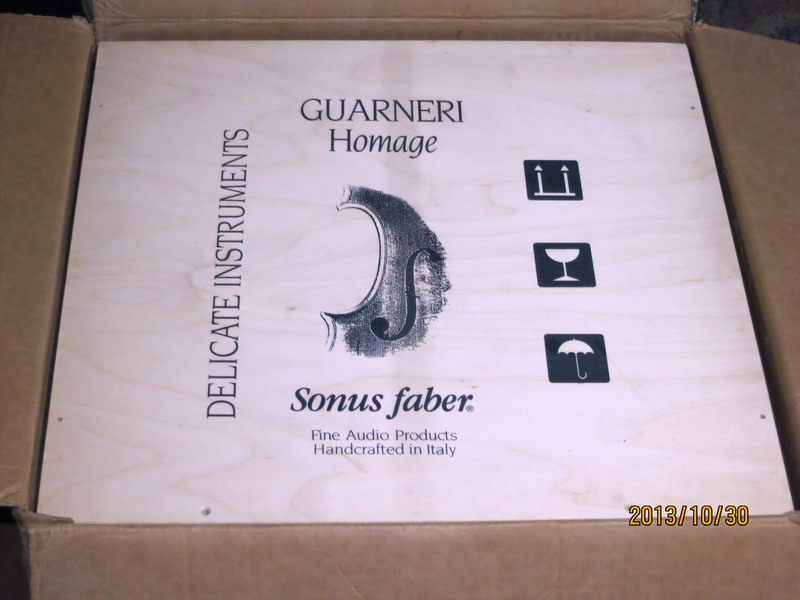 GUARNERI
Homage
DELICATE INSTRUMENTS
Sonus faber®
Fine Audio Products
Handcrafted in Italy
2013/10/30